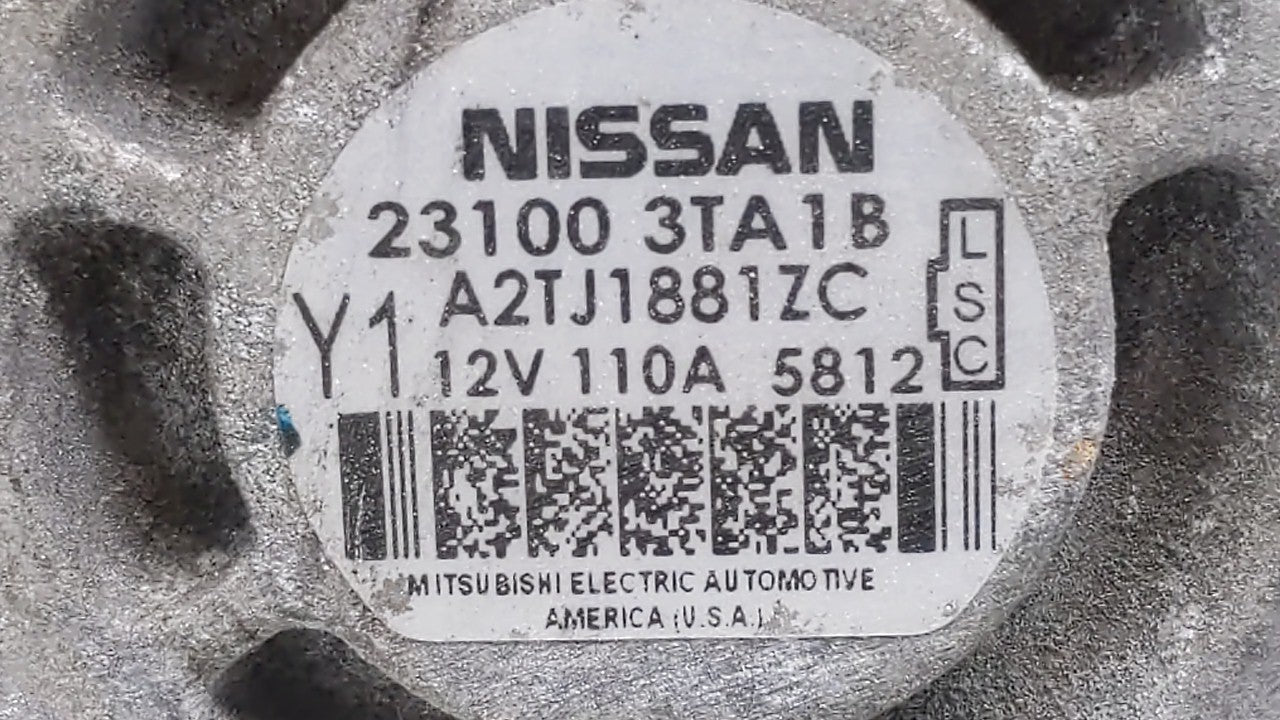 NISSAN
23100 3TA1B
A2TJ1881ZC
Y1
12V 110A 5812
L
S
C
MITSUBISHI ELECTRIC AUTOMOTIVE
AMERICA (U.S.A.)